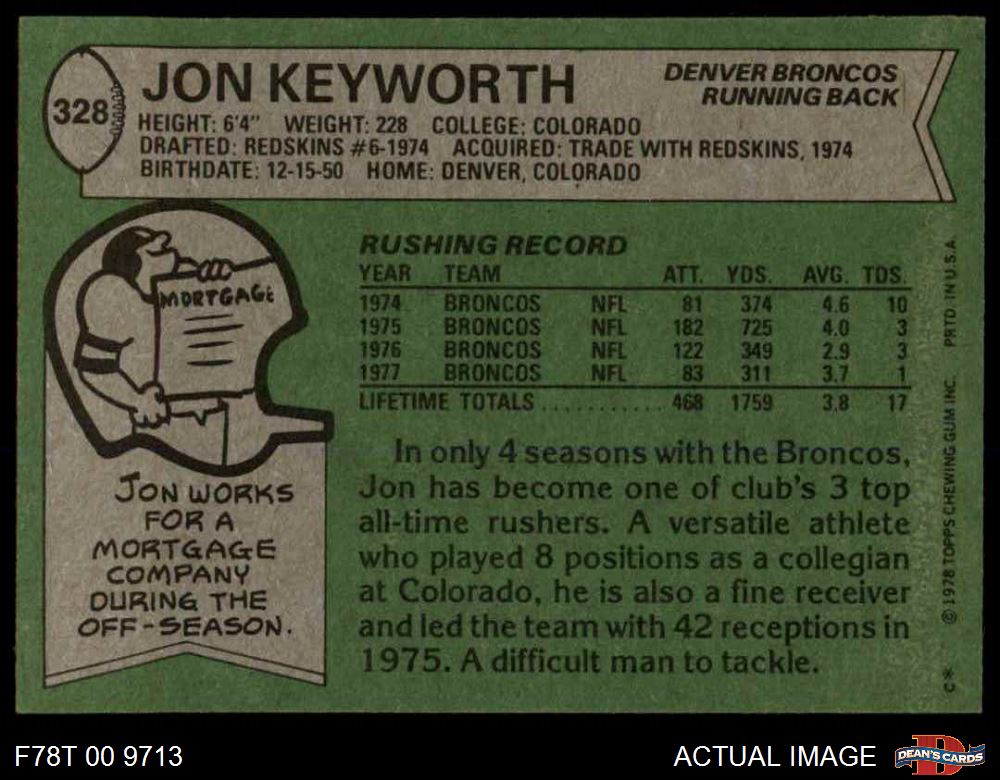 328
JON KEYWORTH
DENVER BRONCOS
RUNNING BACK
HEIGHT: 6'4" WEIGHT: 228 COLLEGE: COLORADO
DRAFTED: REDSKINS #6-1974 ACQUIRED: TRADE WITH REDSKINS, 1974
BIRTHDATE: 12-15-50 HOME: DENVER, COLORADO
MORTGAGE
JON WORKS
FOR A
MORTGAGE
COMPANY
DURING THE
OFF-SEASON.
RUSHING RECORD
YEAR TEAM ATT. YDS. AVG. TDS.
1974 BRONCOS NFL 81 374 4.6 10
1975 BRONCOS NFL 182 725 4.0 3
1976 BRONCOS NFL 122 349 2.9 3
1977 BRONCOS NFL 83 311 3.7 1
LIFETIME TOTALS ........... 468 1759 3.8 17
In only 4 seasons with the Broncos,
Jon has become one of club's 3 top
all-time rushers. A versatile athlete
who played 8 positions as a collegian
at Colorado, he is also a fine receiver
and led the team with 42 receptions in
1975. A difficult man to tackle.
C* ©1978 TOPPS CHEWING GUM INC. PRTD. IN U.S.A.
F78T 00 9713
ACTUAL IMAGE
D
DEAN'S CARDS